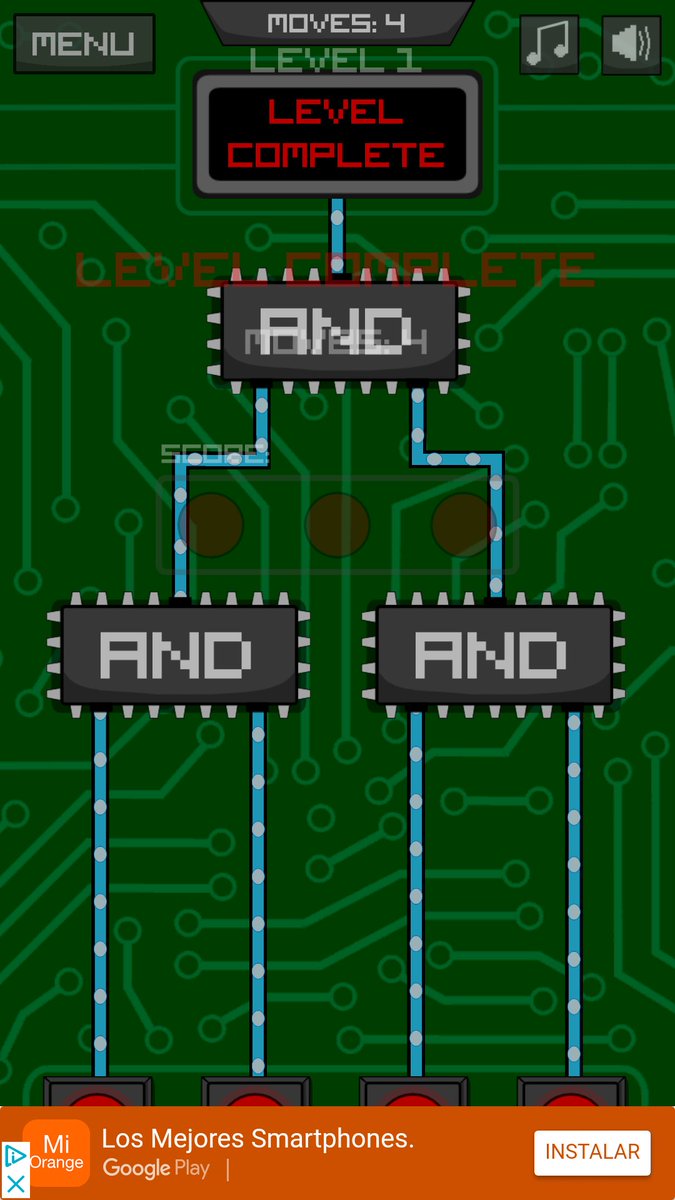 MENU
MOVES: 4
LEVEL 1
LEVEL
COMPLETE
LEVEL COMPLETE
AND
MOVES: 4
SCORE:
AND
AND
Mi
Orange
Los Mejores Smartphones.
Google Play
INSTALAR